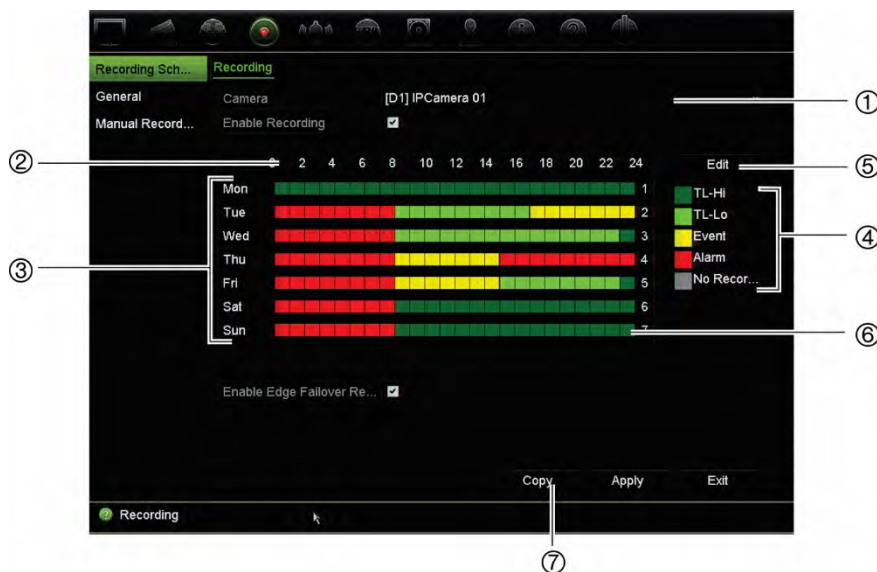 Recording Sch... Recording
General Camera [D1] IPCamera 01
①
Manual Record... Enable Recording
② 0 2 4 6 8 10 12 14 16 18 20 22 24 Edit ⑤
Mon 1 TL-Hi
Tue 2 TL-Lo
Wed 3 Event ④
③ Thu 4 Alarm
Fri 5 No Recor...
Sat 6
Sun 7 ⑥
Enable Edge Failover Re...
Copy Apply Exit
Recording
⑦